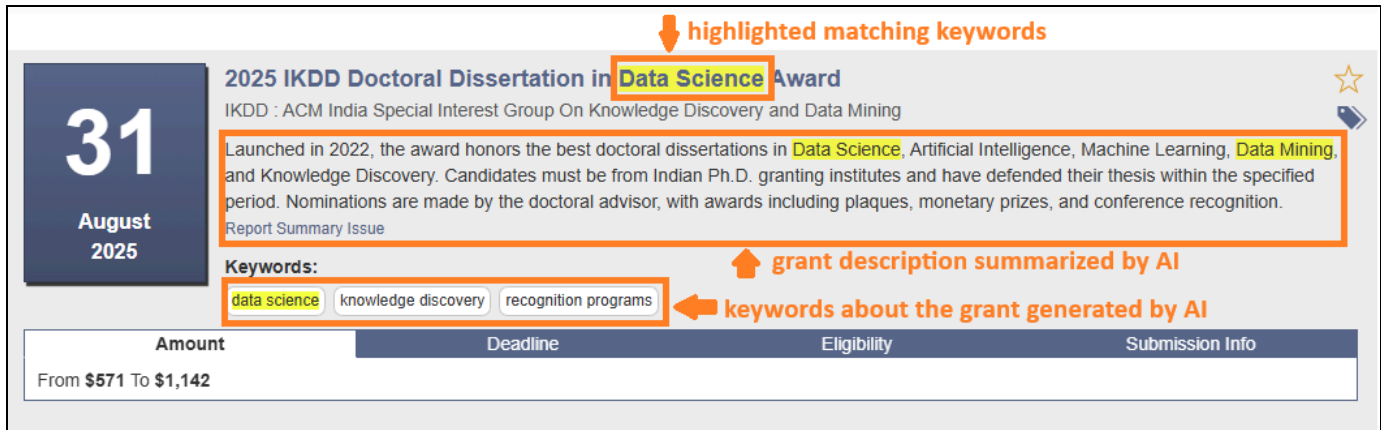 highlighted matching keywords
31
August
2025
2025 IKDD Doctoral Dissertation in Data Science Award
IKDD : ACM India Special Interest Group On Knowledge Discovery and Data Mining
Launched in 2022, the award honors the best doctoral dissertations in Data Science, Artificial Intelligence, Machine Learning, Data Mining,
and Knowledge Discovery. Candidates must be from Indian Ph.D. granting institutes and have defended their thesis within the specified
period. Nominations are made by the doctoral advisor, with awards including plaques, monetary prizes, and conference recognition.
Report Summary Issue
grant description summarized by AI
Keywords:
data science knowledge discovery recognition programs
keywords about the grant generated by AI
Amount Deadline Eligibility Submission Info
From $571 To $1,142